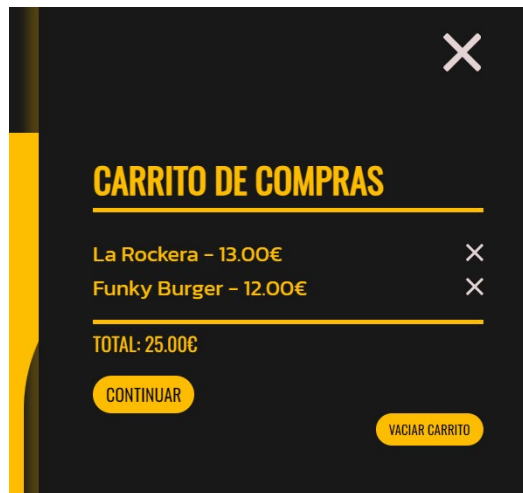 CARRITO DE COMPRAS
La Rockera – 13.00€
Funky Burger – 12.00€
TOTAL: 25.00€
CONTINUAR
VACIAR CARRITO